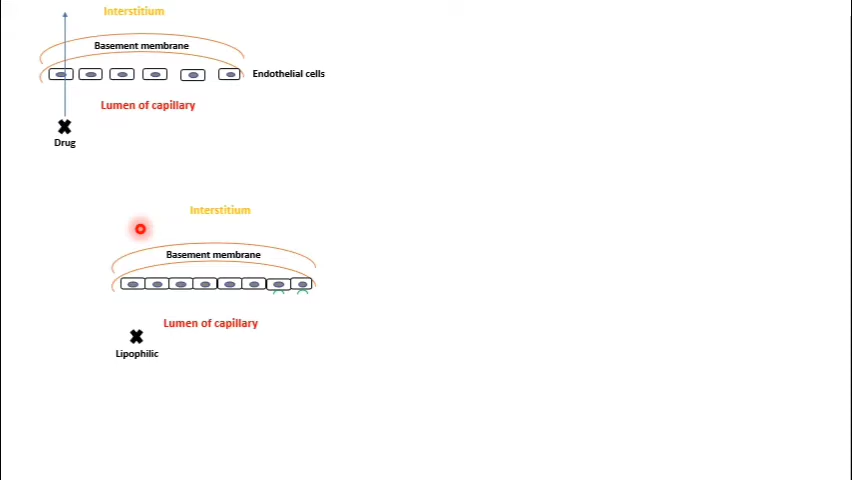 Interstitium
Basement membrane
Endothelial cells
Lumen of capillary
Drug
Interstitium
Basement membrane
Lumen of capillary
Lipophilic